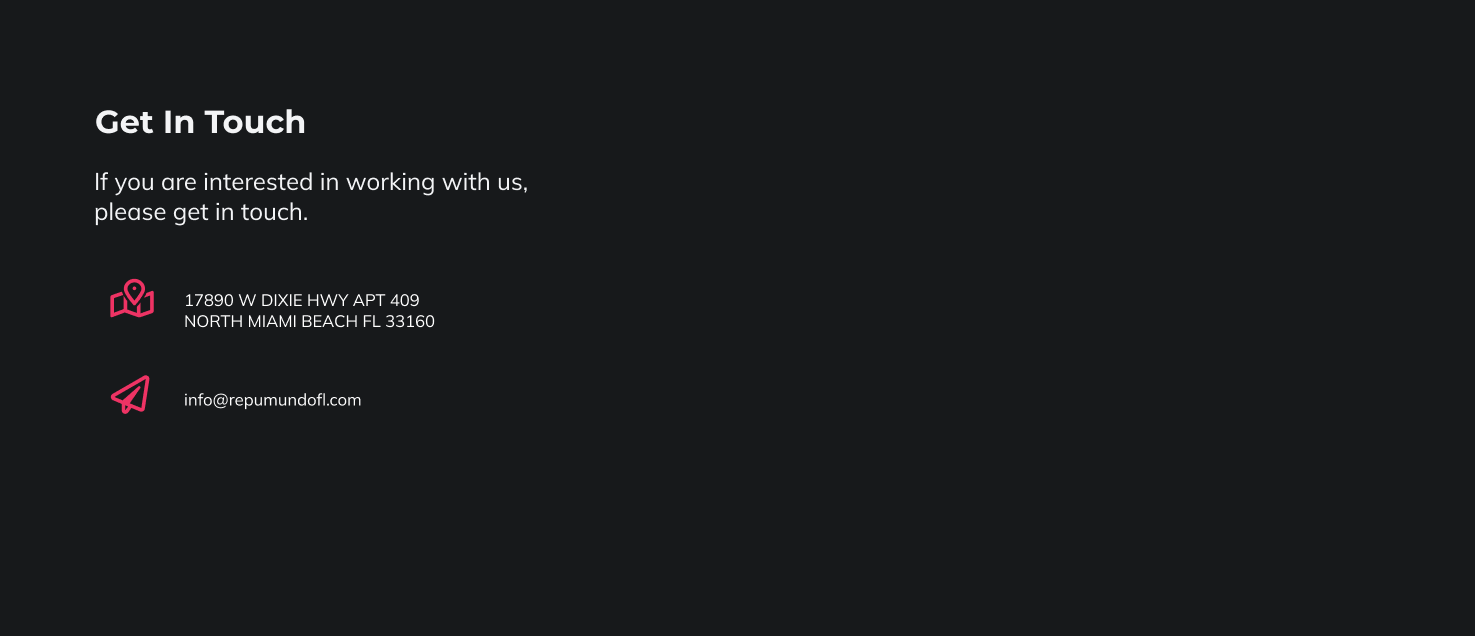 Get In Touch
If you are interested in working with us,
please get in touch.
17890 W DIXIE HWY APT 409
NORTH MIAMI BEACH FL 33160
info@repumundofl.com